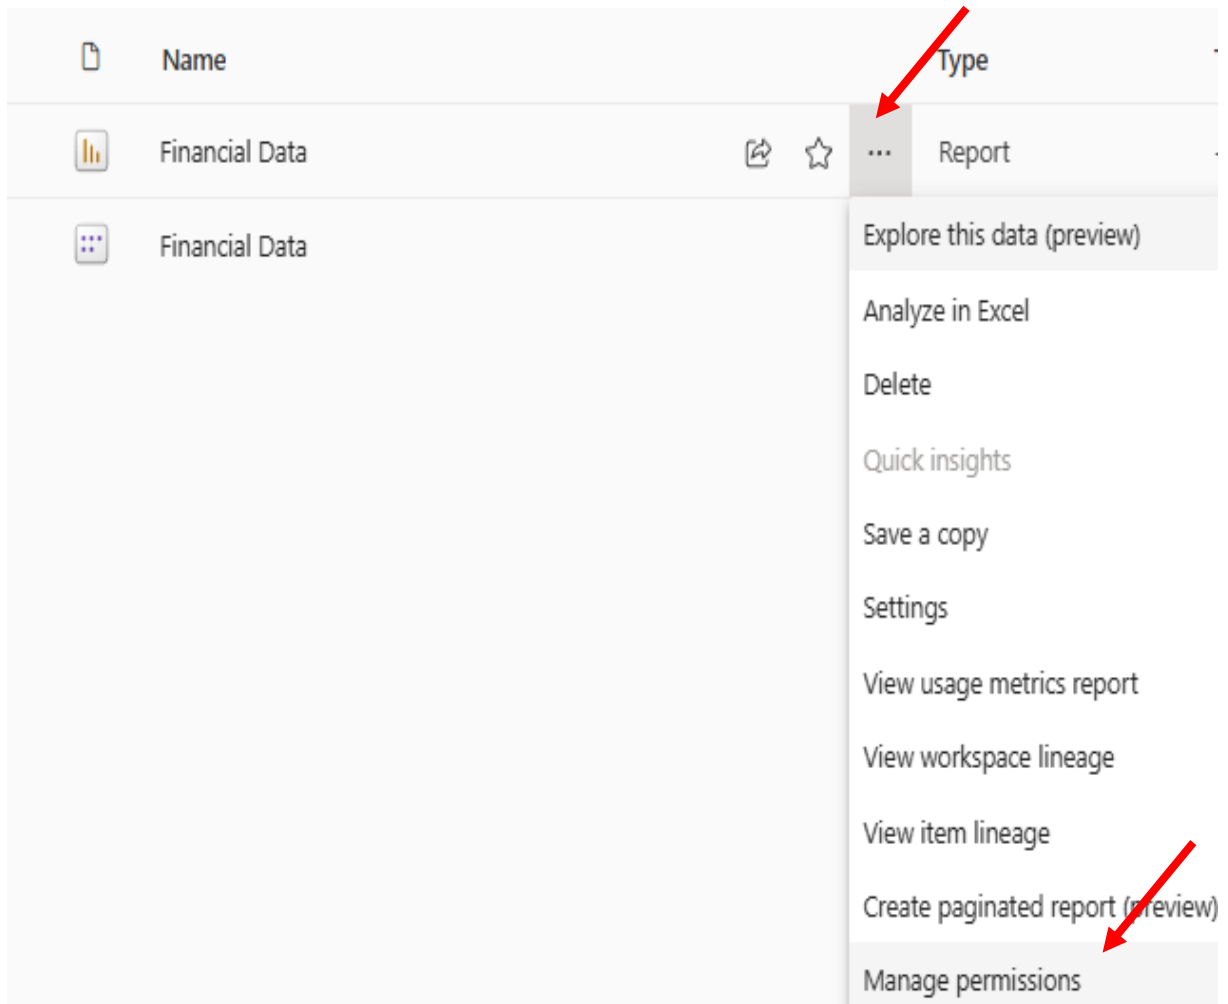 Name Type
Financial Data ... Report
Financial Data
Explore this data (preview)
Analyze in Excel
Delete
Quick insights
Save a copy
Settings
View usage metrics report
View workspace lineage
View item lineage
Create paginated report (preview)
Manage permissions